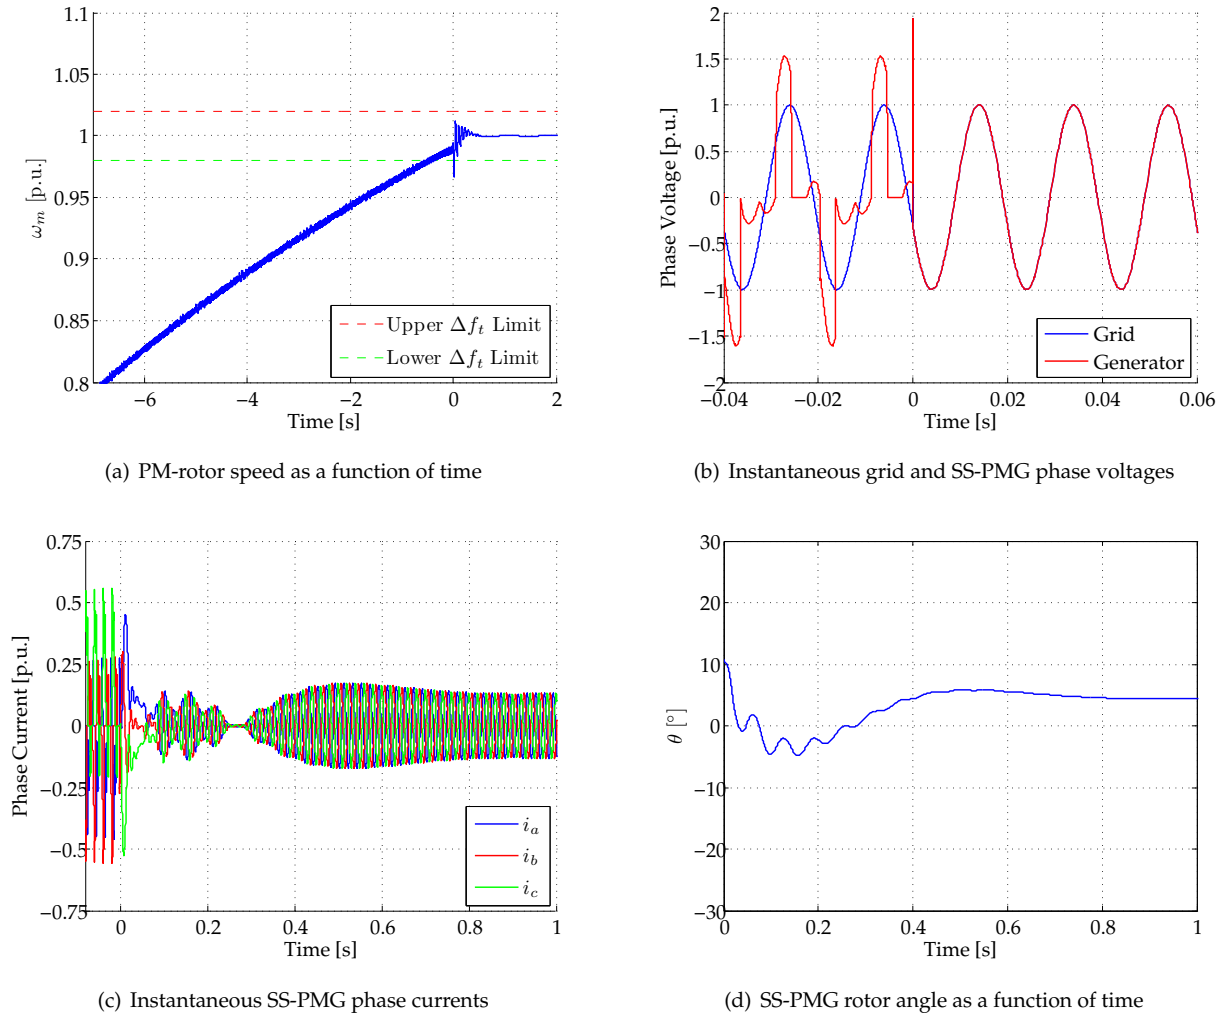 1.1
1.05
1
0.95
0.9
0.85
0.8
ω_m [p.u.]
−6
−4
−2
0
2
Time [s]
Upper Δf_t Limit
Lower Δf_t Limit
(a) PM-rotor speed as a function of time
2
1.5
1
0.5
0
−0.5
−1
−1.5
−2
Phase Voltage [p.u.]
−0.04
−0.02
0
0.02
0.04
0.06
Time [s]
Grid
Generator
(b) Instantaneous grid and SS-PMG phase voltages
0.75
0.5
0.25
0
−0.25
−0.5
−0.75
Phase Current [p.u.]
0
0.2
0.4
0.6
0.8
1
Time [s]
i_a
i_b
i_c
(c) Instantaneous SS-PMG phase currents
30
20
10
0
−10
−20
−30
θ [°]
0
0.2
0.4
0.6
0.8
1
Time [s]
(d) SS-PMG rotor angle as a function of time